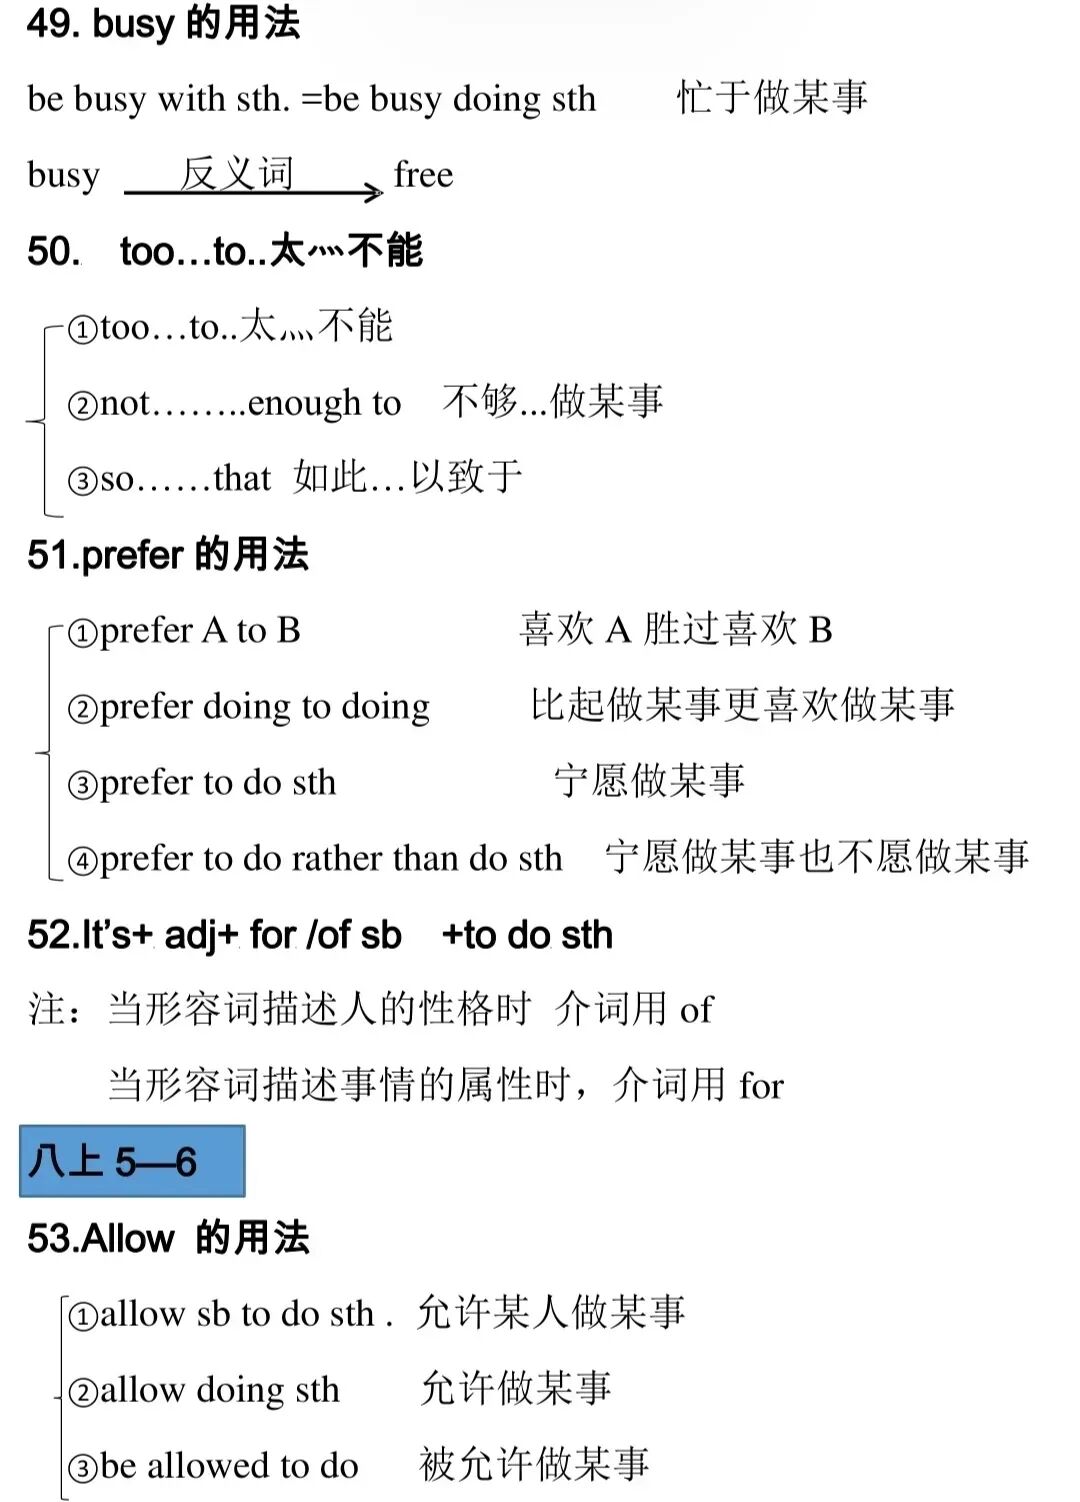 49. busy 的用法
be busy with sth. =be busy doing sth 忙于做某事
busy 反义词 free
50. too…to..太灬不能
①too…to..太灬不能
②not……..enough to 不够...做某事
③so……that 如此…以致于
51.prefer 的用法
①prefer A to B 喜欢 A 胜过喜欢 B
②prefer doing to doing 比起做某事更喜欢做某事
③prefer to do sth 宁愿做某事
④prefer to do rather than do sth 宁愿做某事也不愿做某事
52.It’s+ adj+ for /of sb +to do sth
注：当形容词描述人的性格时 介词用 of
当形容词描述事情的属性时，介词用 for
八上 5—6
53.Allow 的用法
①allow sb to do sth . 允许某人做某事
②allow doing sth 允许做某事
③be allowed to do 被允许做某事